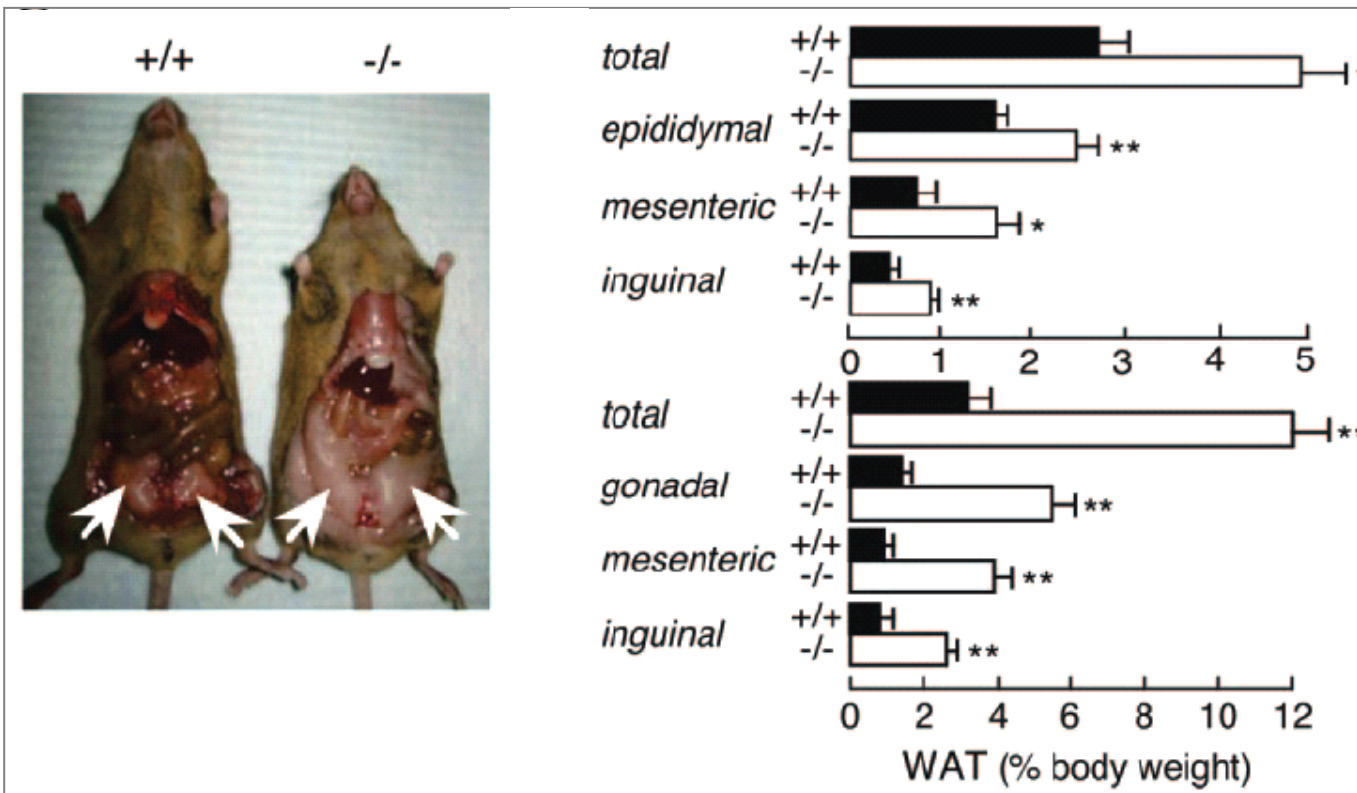 +/+ -/-
total +/+
-/-
epididymal +/+
-/- **
mesenteric +/+
-/- *
inguinal +/+
-/- **
0 1 2 3 4 5
total +/+
-/- **
gonadal +/+
-/- **
mesenteric +/+
-/- **
inguinal +/+
-/- **
0 2 4 6 8 10 12
WAT (% body weight)